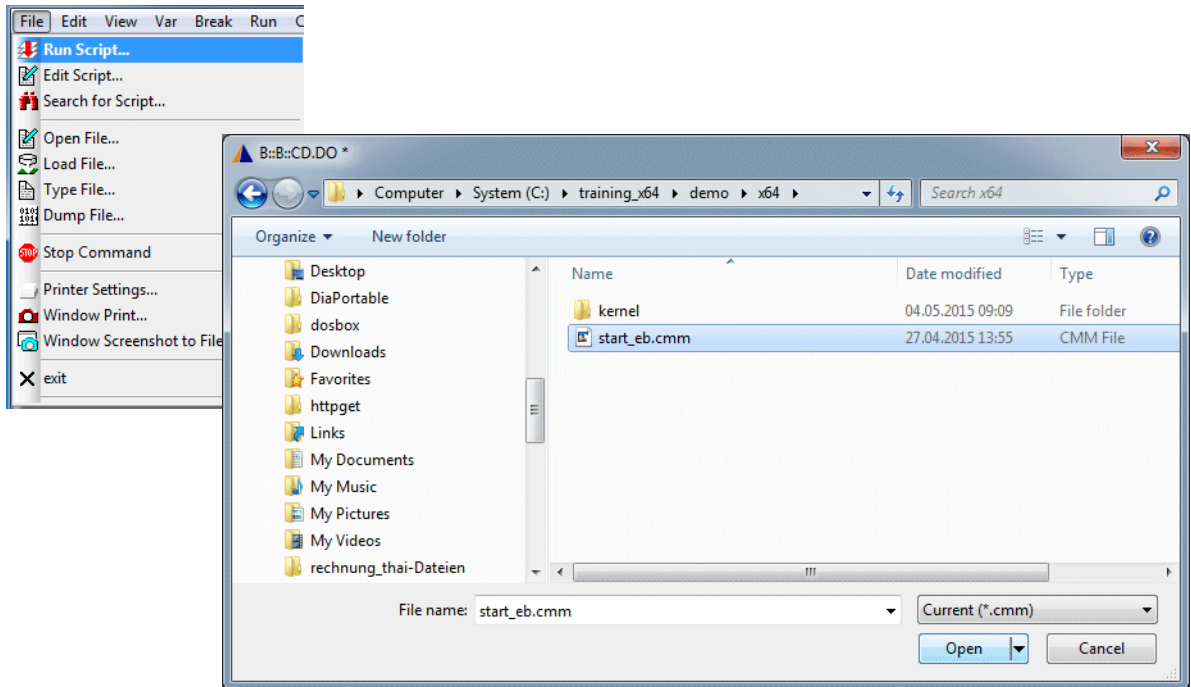 File Edit View Var Break Run
Run Script...
Edit Script...
Search for Script...
Open File...
Load File...
Type File...
Dump File...
STOP Stop Command
Printer Settings...
Window Print...
Window Screenshot to File
exit
B::B::CD.DO *
Computer System (C:) training_x64 demo x64 Search x64
Organize New folder
Desktop
DiaPortable
dosbox
Downloads
Favorites
httpget
Links
My Documents
My Music
My Pictures
My Videos
rechnung_thai-Dateien
Name Date modified Type
kernel 04.05.2015 09:09 File folder
start_eb.cmm 27.04.2015 13:55 CMM File
File name: start_eb.cmm Current (*.cmm)
Open Cancel